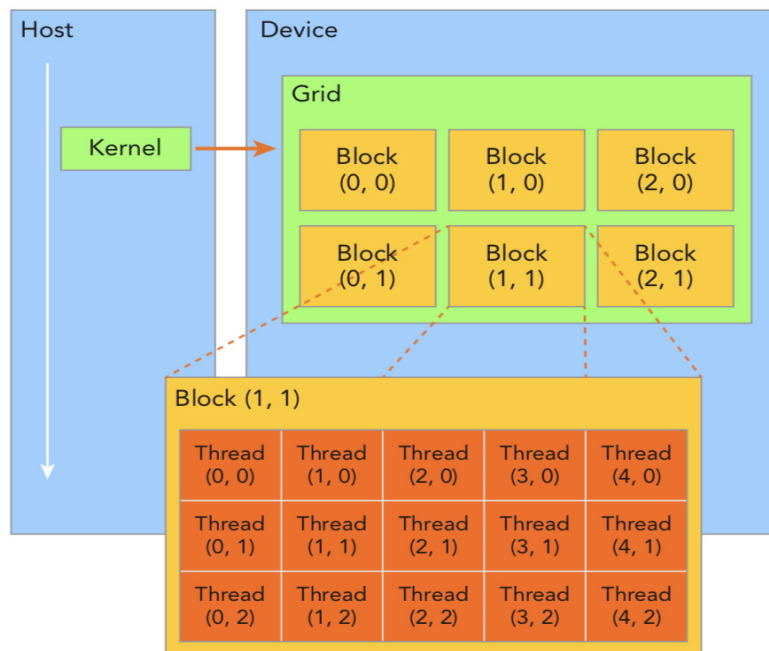 Host
Device
Grid
Kernel
Block
(0, 0)
Block
(1, 0)
Block
(2, 0)
Block
(0, 1)
Block
(1, 1)
Block
(2, 1)
Block (1, 1)
Thread
(0, 0)
Thread
(1, 0)
Thread
(2, 0)
Thread
(3, 0)
Thread
(4, 0)
Thread
(0, 1)
Thread
(1, 1)
Thread
(2, 1)
Thread
(3, 1)
Thread
(4, 1)
Thread
(0, 2)
Thread
(1, 2)
Thread
(2, 2)
Thread
(3, 2)
Thread
(4, 2)